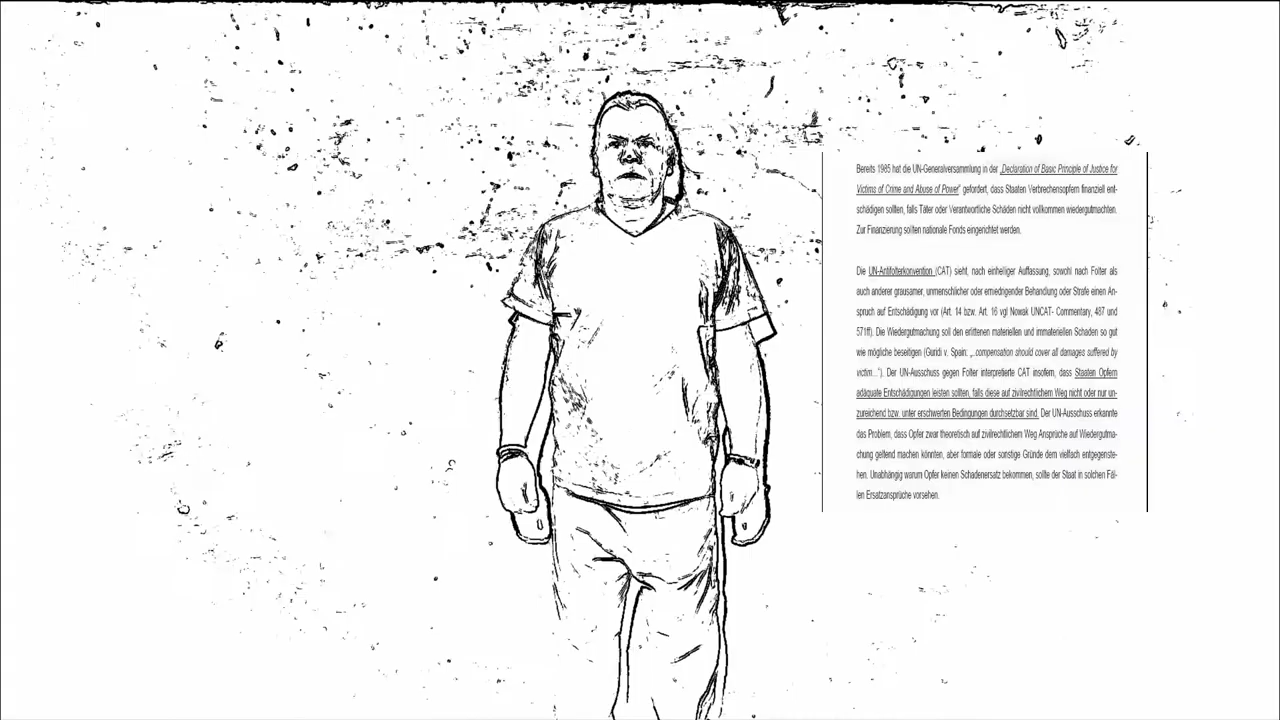 Bereits 1985 hat die UN-Generalversammlung in der „Declaration of Basic Principle of Justice for
Victims of Crime and Abuse of Power" gefordert, dass Staaten Verbrechensopfern finanziell ent-
schädigen sollten, falls Täter oder Verantwortliche Schäden nicht vollkommen wiedergutmachten.
Zur Finanzierung sollten nationale Fonds eingerichtet werden.
Die UN-Antifolterkonvention (CAT) sieht, nach einhelliger Auffassung, sowohl nach Folter als
auch anderer grausamer, unmenschlicher oder erniedrigender Behandlung oder Strafe einen An-
spruch auf Entschädigung vor (Art. 14 bzw. Art. 16 vgl Nowak UNCAT- Commentary, 487 und
571ff). Die Wiedergutmachung soll den erlittenen materiellen und immateriellen Schaden so gut
wie mögliche beseitigen (Guridi v. Spain: „..compensation should cover all damages suffered by
victim..."). Der UN-Ausschuss gegen Folter interpretierte CAT insofern, dass Staaten Opfern
adäquate Entschädigungen leisten sollten, falls diese auf zivilrechtlichem Weg nicht oder nur un-
zureichend bzw. unter erschwerten Bedingungen durchsetzbar sind. Der UN-Ausschuss erkannte
das Problem, dass Opfer zwar theoretisch auf zivilrechtlichem Weg Ansprüche auf Wiedergutma-
chung geltend machen könnten, aber formale oder sonstige Gründe dem vielfach entgegenste-
hen. Unabhängig warum Opfer keinen Schadenersatz bekommen, sollte der Staat in solchen Fäl-
len Ersatzansprüche vorsehen.